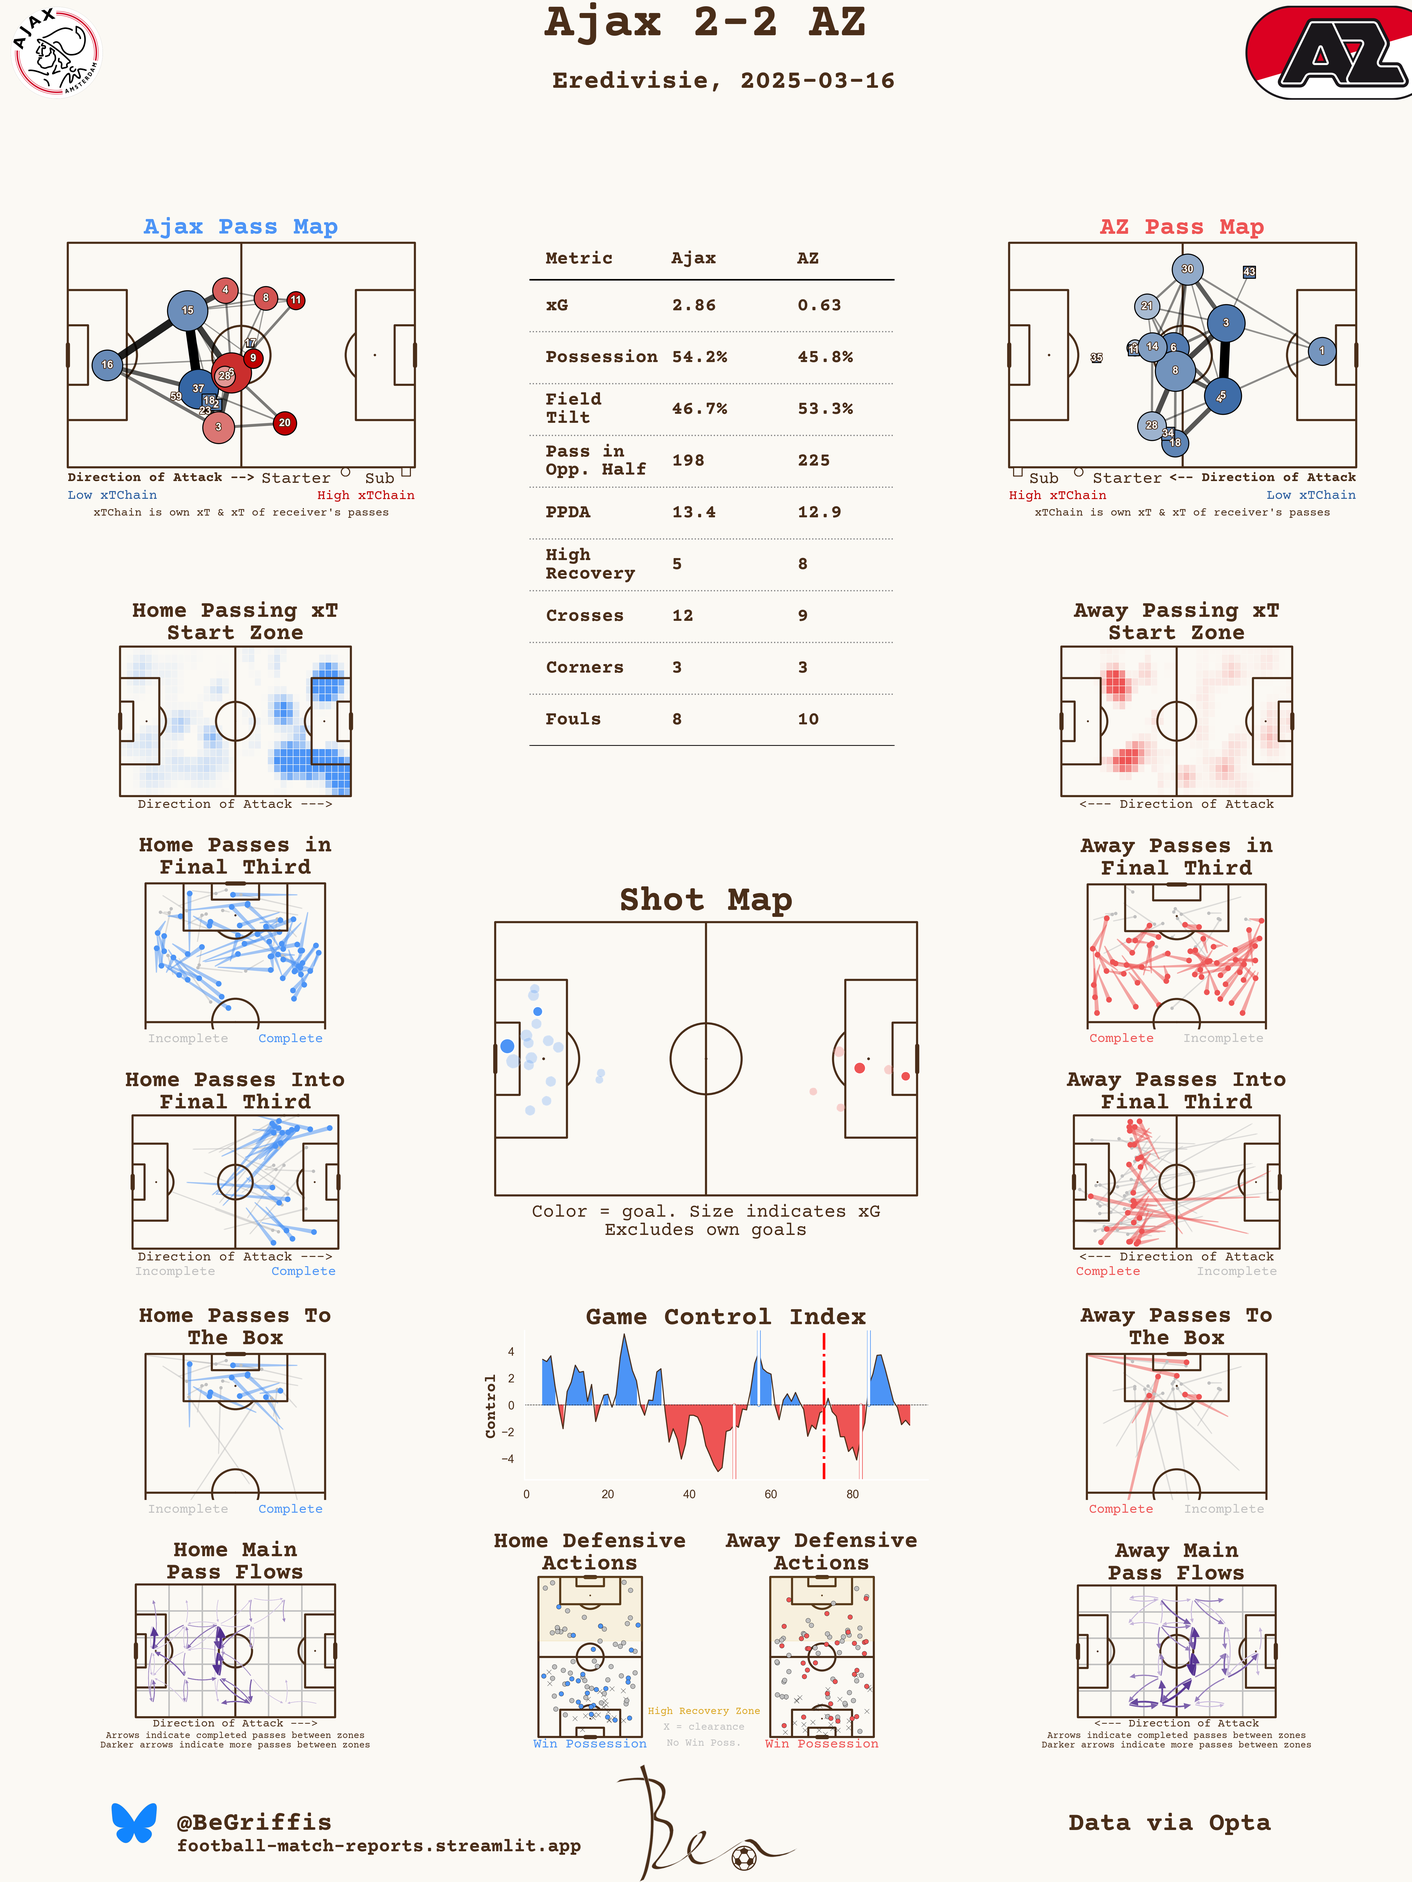 Ajax 2-2 AZ
Eredivisie, 2025-03-16
AJAX
AMSTERDAM
AZ
Ajax Pass Map
4
8
11
15
17
9
16
28
37
59
18
23
3
20
Direction of Attack --> Starter Sub
Low xTChain High xTChain
xTChain is own xT & xT of receiver's passes
Metric Ajax AZ
xG 2.86 0.63
Possession 54.2% 45.8%
Field
Tilt 46.7% 53.3%
Pass in
Opp. Half 198 225
PPDA 13.4 12.9
High
Recovery 5 8
Crosses 12 9
Corners 3 3
Fouls 8 10
AZ Pass Map
30
43
21
3
14
6
35
1
8
5
28
34
18
Sub Starter <-- Direction of Attack
High xTChain Low xTChain
xTChain is own xT & xT of receiver's passes
Home Passing xT
Start Zone
Direction of Attack --->
Away Passing xT
Start Zone
<--- Direction of Attack
Home Passes in
Final Third
Incomplete Complete
Away Passes in
Final Third
Complete Incomplete
Shot Map
Color = goal. Size indicates xG
Excludes own goals
Home Passes Into
Final Third
Direction of Attack --->
Incomplete Complete
Away Passes Into
Final Third
<--- Direction of Attack
Complete Incomplete
Home Passes To
The Box
Incomplete Complete
Game Control Index
Control
4
2
0
−2
−4
0 20 40 60 80
Away Passes To
The Box
Complete Incomplete
Home Main
Pass Flows
Direction of Attack --->
Arrows indicate completed passes between zones
Darker arrows indicate more passes between zones
Home Defensive
Actions
Win Possession
Away Defensive
Actions
Win Possession
High Recovery Zone
X = clearance
No Win Poss.
Away Main
Pass Flows
<--- Direction of Attack
Arrows indicate completed passes between zones
Darker arrows indicate more passes between zones
@BeGriffis
football-match-reports.streamlit.app
Ben
Data via Opta